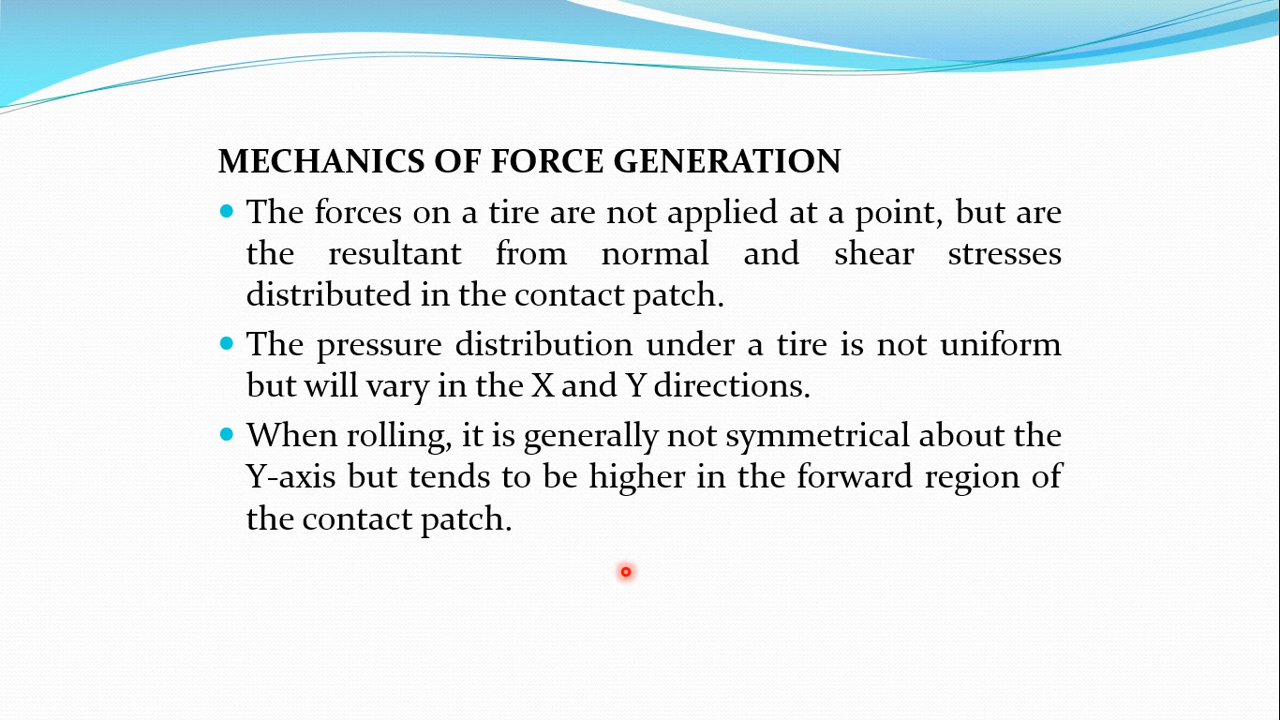 MECHANICS OF FORCE GENERATION
The forces on a tire are not applied at a point, but are
the resultant from normal and shear stresses
distributed in the contact patch.
The pressure distribution under a tire is not uniform
but will vary in the X and Y directions.
When rolling, it is generally not symmetrical about the
Y-axis but tends to be higher in the forward region of
the contact patch.